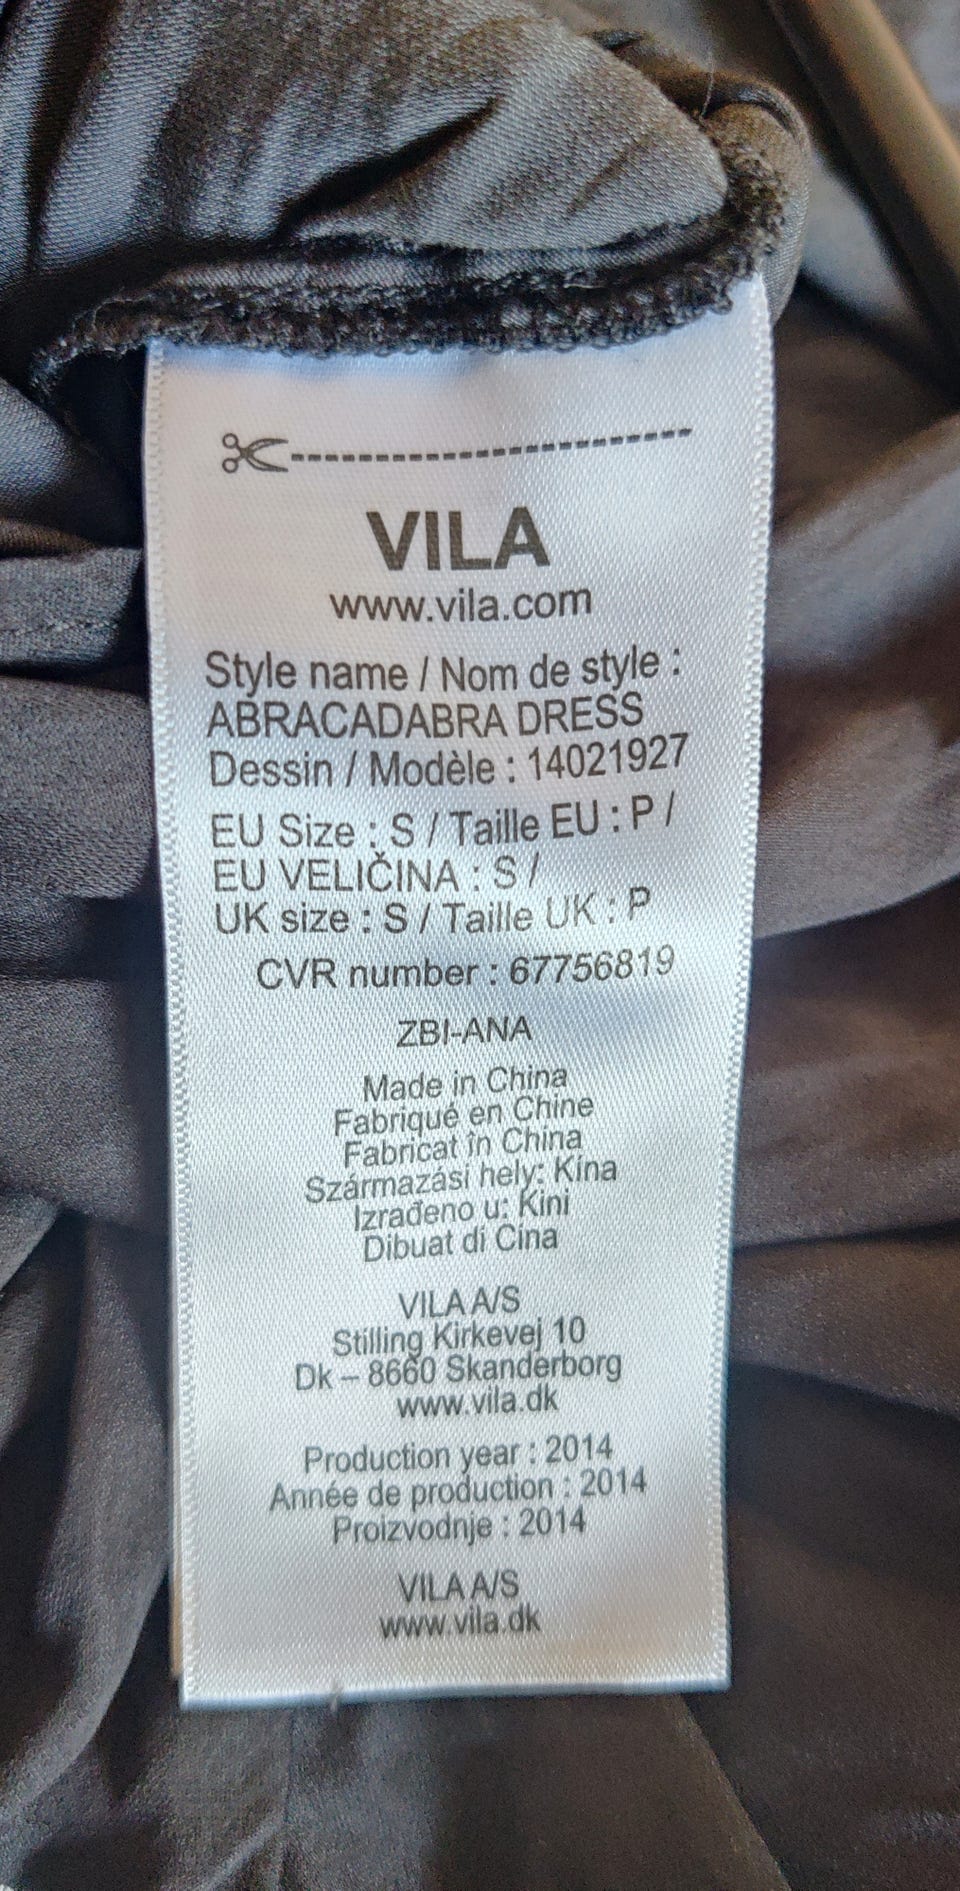 VILA
www.vila.com
Style name / Nom de style :
ABRACADABRA DRESS
Dessin / Modèle : 14021927
EU Size : S / Taille EU : P /
EU VELIČINA : S /
UK size : S / Taille UK : P
CVR number : 67756819
ZBI-ANA
Made in China
Fabriqué en Chine
Fabricat în China
Származási hely: Kína
Izrađeno u: Kini
Dibuat di Cina
VILA A/S
Stilling Kirkevej 10
Dk – 8660 Skanderborg
www.vila.dk
Production year : 2014
Année de production : 2014
Proizvodnje : 2014
VILA A/S
www.vila.dk